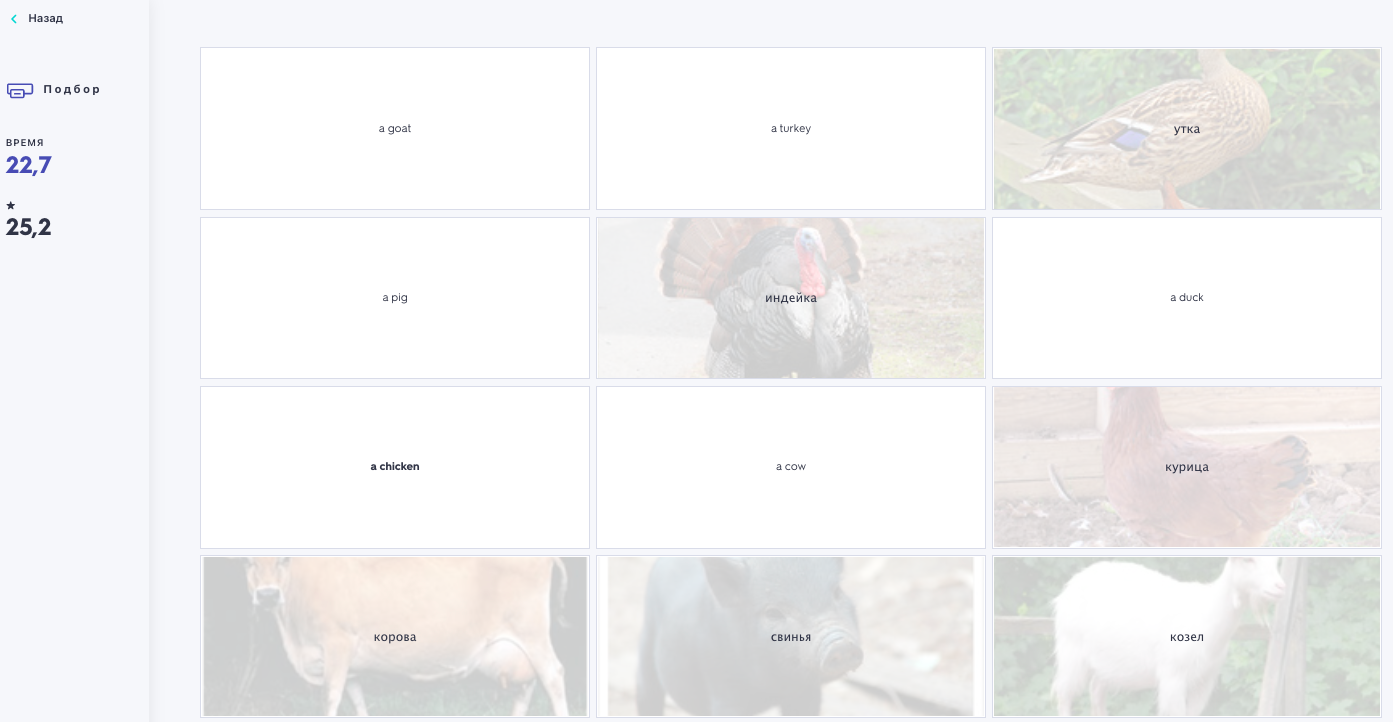 Назад
Подбор
ВРЕМЯ
22,7
25,2
a goat
a turkey
утка
a pig
индейка
a duck
a chicken
a cow
курица
корова
свинья
козел